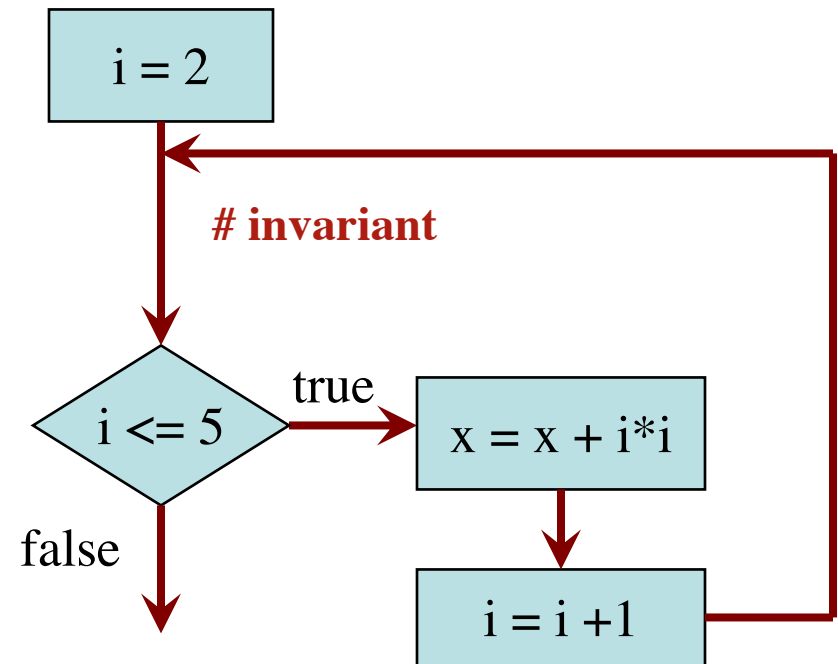 i = 2
# invariant
true
i <= 5
x = x + i*i
false
i = i +1